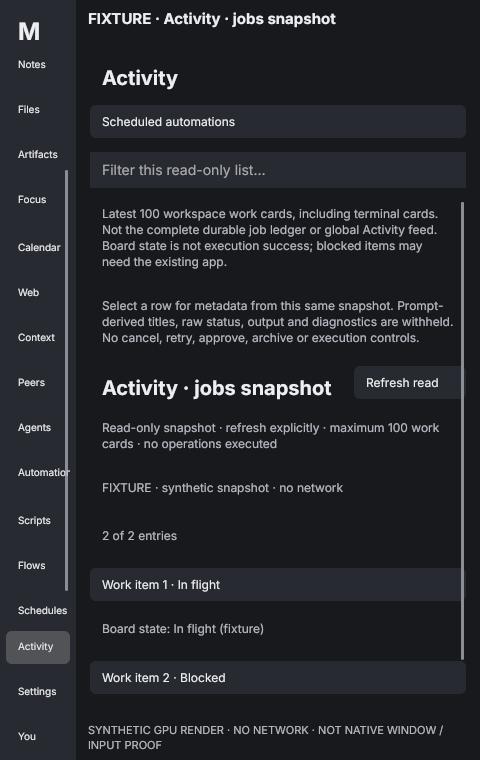 M
Notes
Files
Artifacts
Focus
Calendar
Web
Context
Peers
Agents
Automation
Scripts
Flows
Schedules
Activity
Settings
You
FIXTURE · Activity · jobs snapshot
Activity
Scheduled automations
Filter this read-only list...
Latest 100 workspace work cards, including terminal cards.
Not the complete durable job ledger or global Activity feed.
Board state is not execution success; blocked items may
need the existing app.
Select a row for metadata from this same snapshot. Prompt-
derived titles, raw status, output and diagnostics are withheld.
No cancel, retry, approve, archive or execution controls.
Activity · jobs snapshot
Refresh read
Read-only snapshot · refresh explicitly · maximum 100 work
cards · no operations executed
FIXTURE · synthetic snapshot · no network
2 of 2 entries
Work item 1 · In flight
Board state: In flight (fixture)
Work item 2 · Blocked
SYNTHETIC GPU RENDER · NO NETWORK · NOT NATIVE WINDOW /
INPUT PROOF